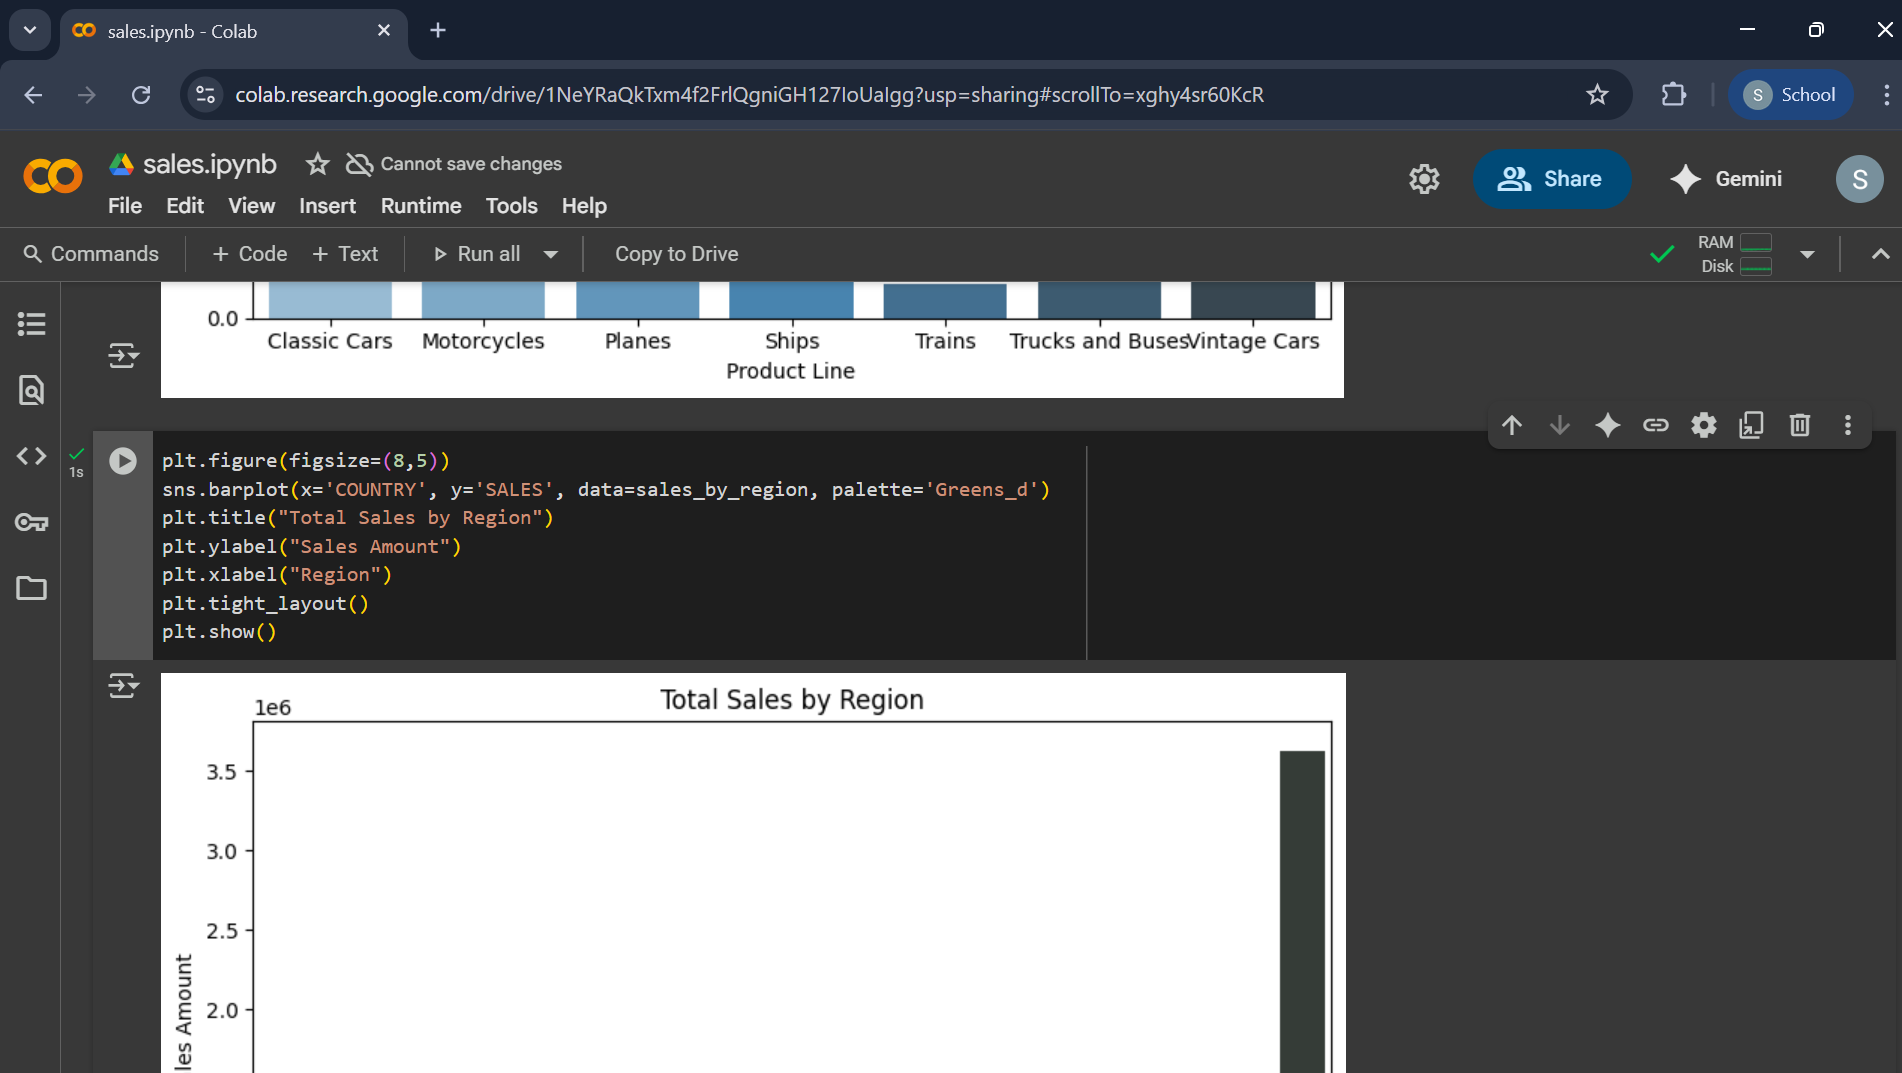 sales.ipynb - Colab
colab.research.google.com/drive/1NeYRaQkTxm4f2FrlQgniGH127IoUaIgg?usp=sharing#scrollTo=xghy4sr60KcR
S School
sales.ipynb Cannot save changes
Share
Gemini
S
File Edit View Insert Runtime Tools Help
Commands + Code + Text Run all Copy to Drive
RAM
Disk
0.0
Classic Cars Motorcycles Planes Ships Trains Trucks and Buses Vintage Cars
Product Line
1s
plt.figure(figsize=(8,5))
sns.barplot(x='COUNTRY', y='SALES', data=sales_by_region, palette='Greens_d')
plt.title("Total Sales by Region")
plt.ylabel("Sales Amount")
plt.xlabel("Region")
plt.tight_layout()
plt.show()
Total Sales by Region
1e6
3.5
3.0
2.5
2.0
les Amount